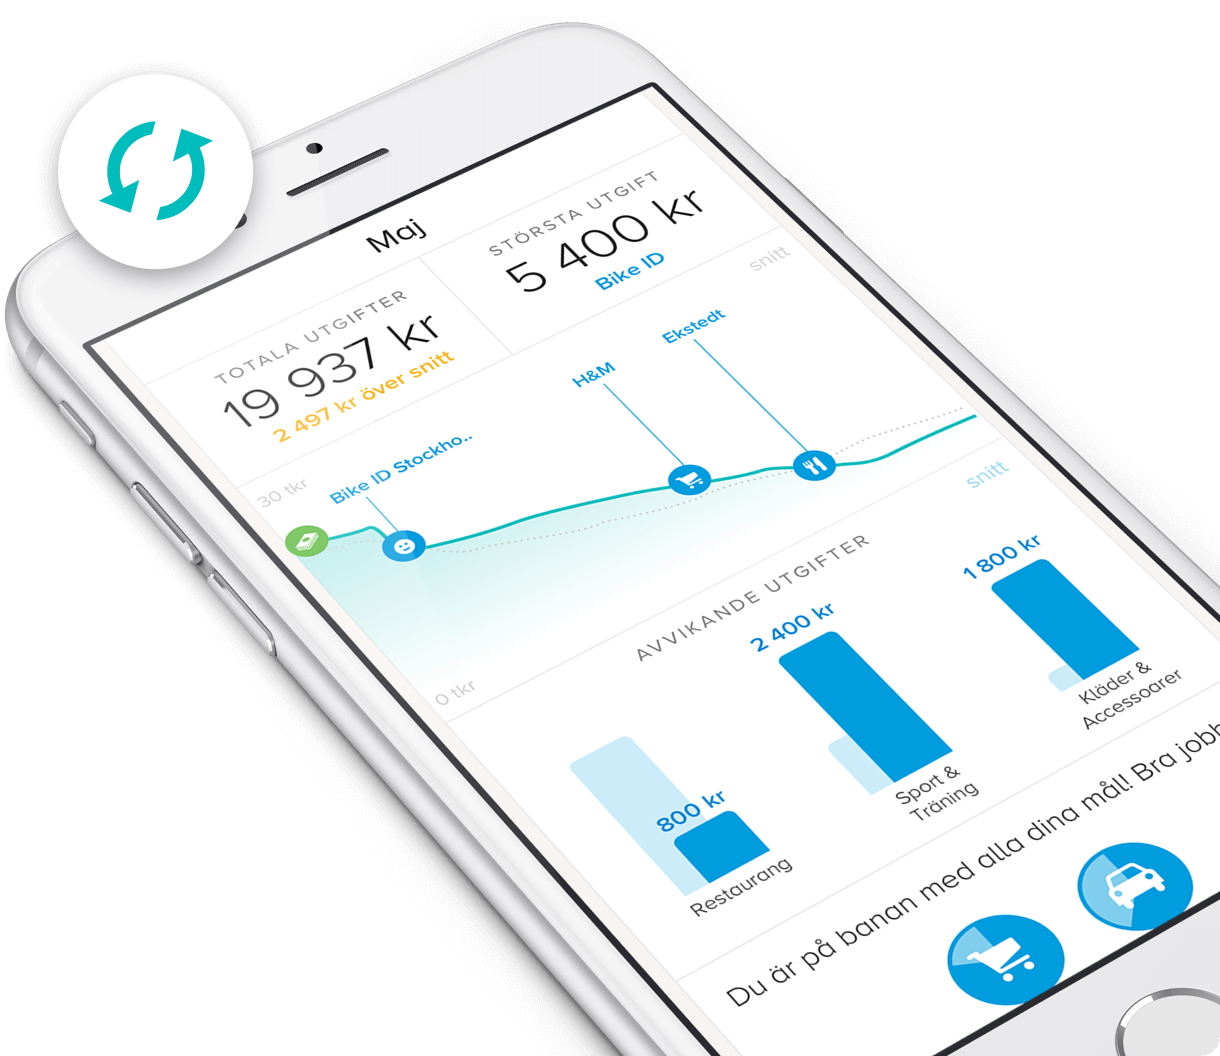 Maj
TOTALA UTGIFTER
19 937 kr
2 497 kr över snitt
STÖRSTA UTGIFT
5 400 kr
Bike ID
snitt
30 tkr
Bike ID Stockho..
H&M
Ekstedt
0 tkr
snitt
AVVIKANDE UTGIFTER
800 kr
Restaurang
2 400 kr
Sport &
Träning
1 800 kr
Kläder &
Accessoarer
Du är på banan med alla dina mål! Bra jobb